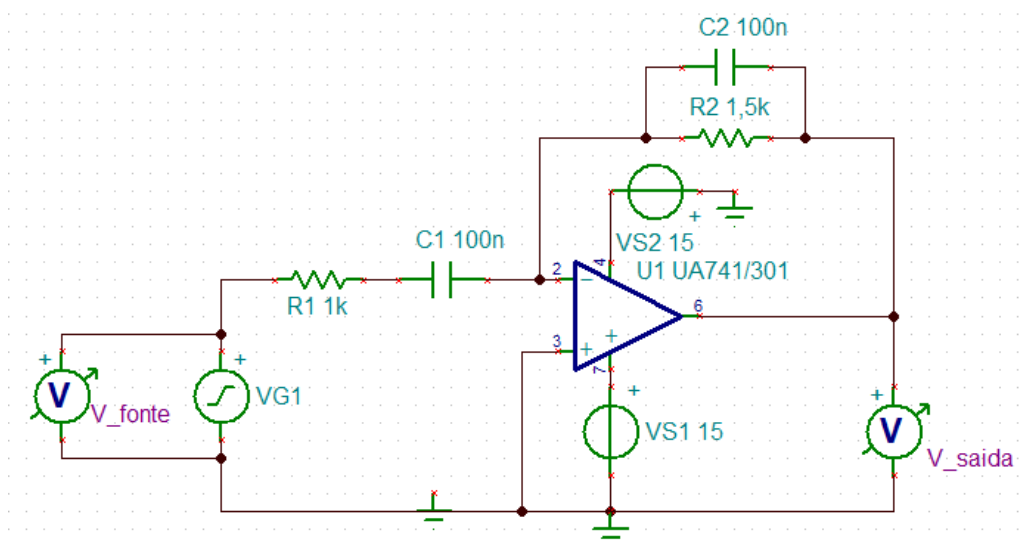 C2 100n
R2 1,5k
+
VS2 15
C1 100n
4
U1 UA741/301
2
−
6
R1 1k
3
+
+
7
+
+
+
+
V
V_fonte
VG1
VS1 15
V
V_saida